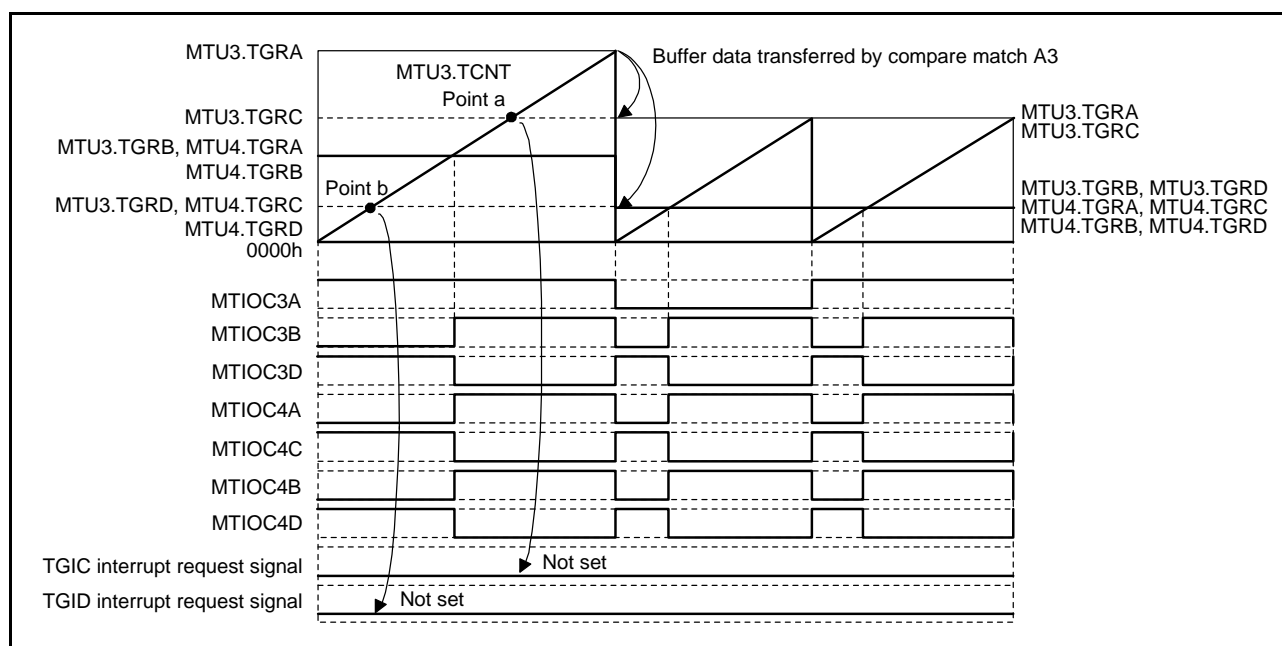 MTU3.TGRA
Buffer data transferred by compare match A3
MTU3.TCNT
Point a
MTU3.TGRC
MTU3.TGRA
MTU3.TGRC
MTU3.TGRB, MTU4.TGRA
MTU4.TGRB
Point b
MTU3.TGRD, MTU4.TGRC
MTU4.TGRD
0000h
MTU3.TGRB, MTU3.TGRD
MTU4.TGRA, MTU4.TGRC
MTU4.TGRB, MTU4.TGRD
MTIOC3A
MTIOC3B
MTIOC3D
MTIOC4A
MTIOC4C
MTIOC4B
MTIOC4D
TGIC interrupt request signal
Not set
TGID interrupt request signal
Not set